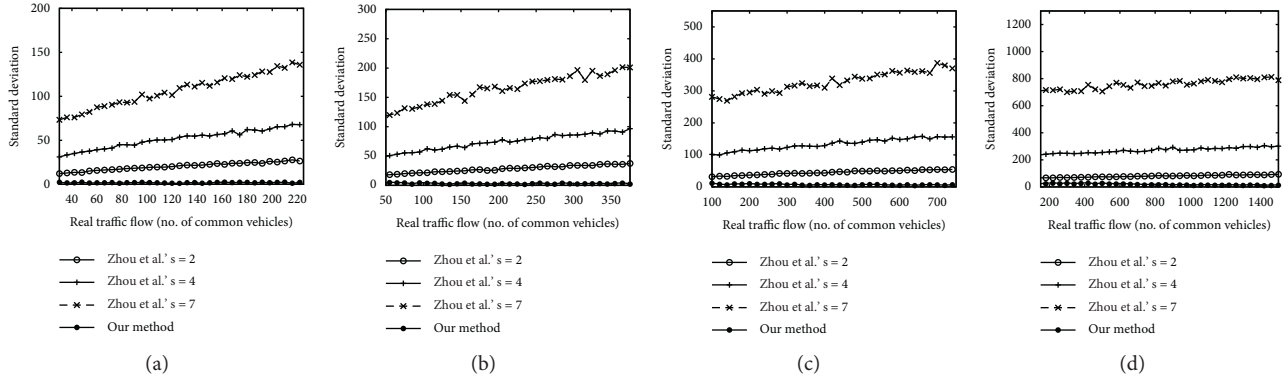 200
150
100
50
0
Standard deviation
40 60 80 100 120 140 160 180 200 220
Real traffic flow (no. of common vehicles)
Zhou et al.’ s = 2
Zhou et al.’ s = 4
Zhou et al.’ s = 7
Our method
(a)
300
250
200
150
100
50
0
Standard deviation
50 100 150 200 250 300 350
Real traffic flow (no. of common vehicles)
Zhou et al.’ s = 2
Zhou et al.’ s = 4
Zhou et al.’ s = 7
Our method
(b)
500
400
300
200
100
0
Standard deviation
100 200 300 400 500 600 700
Real traffic flow (no. of common vehicles)
Zhou et al.’ s = 2
Zhou et al.’ s = 4
Zhou et al.’ s = 7
Our method
(c)
1200
1000
800
600
400
200
0
Standard deviation
200 400 600 800 1000 1200 1400
Real traffic flow (no. of common vehicles)
Zhou et al.’ s = 2
Zhou et al.’ s = 4
Zhou et al.’ s = 7
Our method
(d)